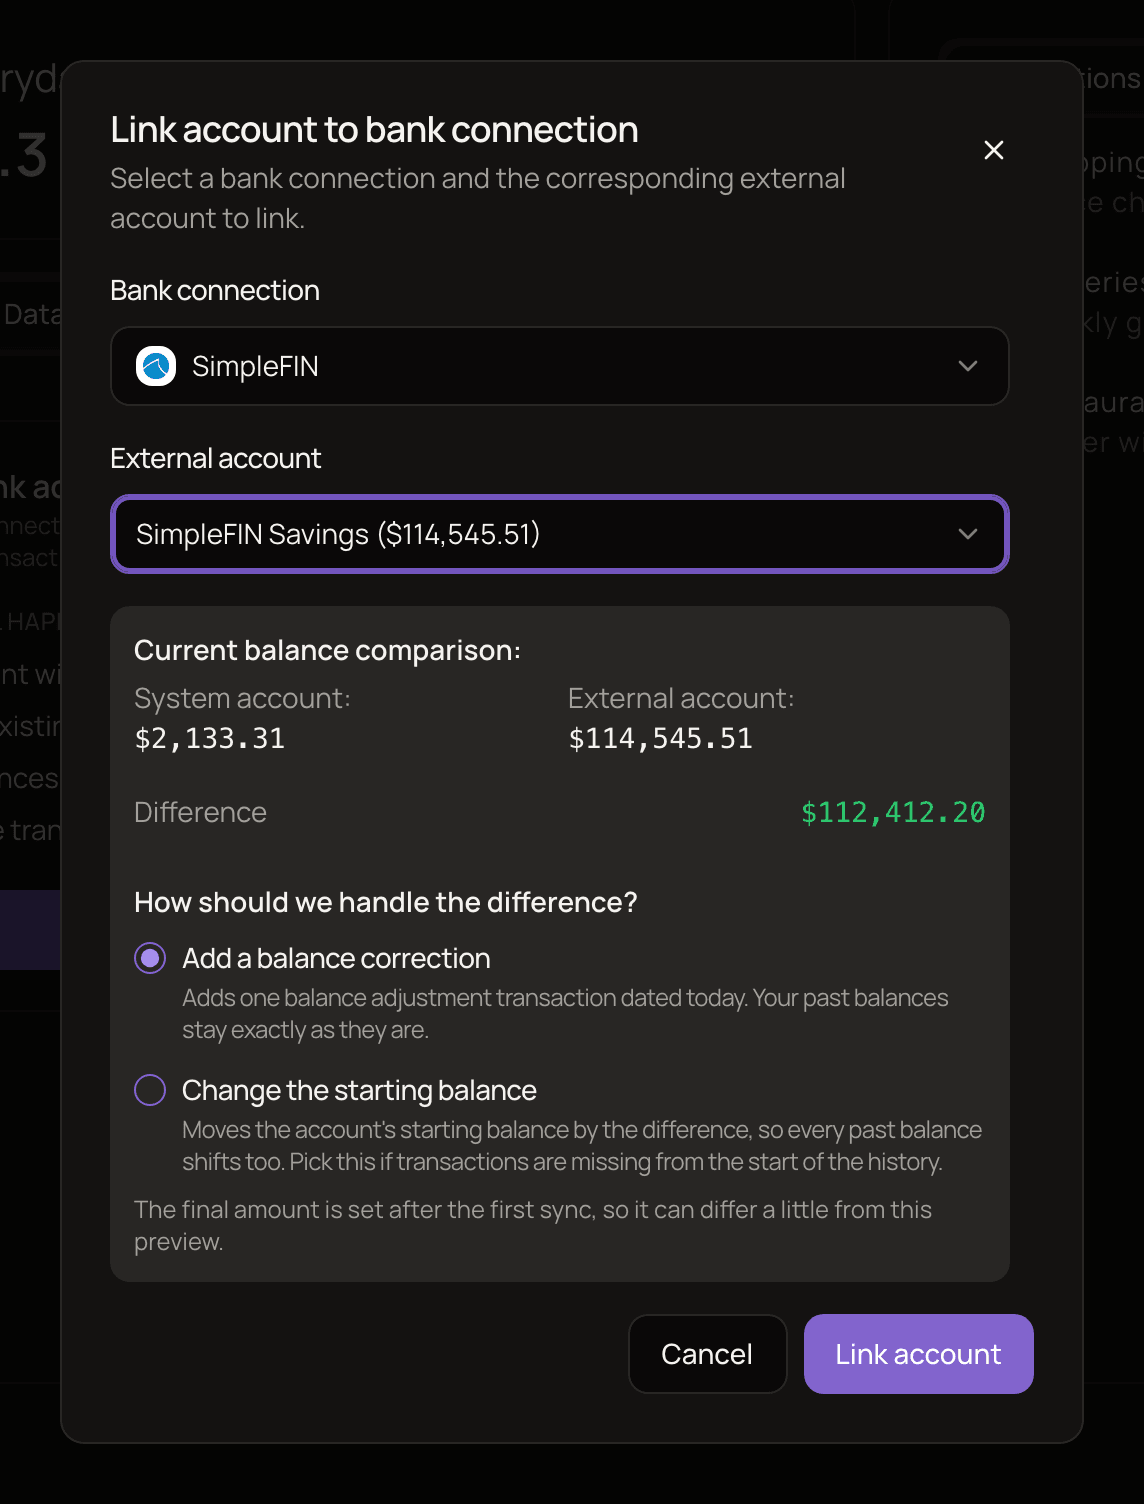 Link account to bank connection
Select a bank connection and the corresponding external
account to link.
Bank connection
SimpleFIN
External account
SimpleFIN Savings ($114,545.51)
Current balance comparison:
System account:
External account:
$2,133.31
$114,545.51
Difference
$112,412.20
How should we handle the difference?
Add a balance correction
Adds one balance adjustment transaction dated today. Your past balances
stay exactly as they are.
Change the starting balance
Moves the account's starting balance by the difference, so every past balance
shifts too. Pick this if transactions are missing from the start of the history.
The final amount is set after the first sync, so it can differ a little from this
preview.
Cancel
Link account
.3
Data